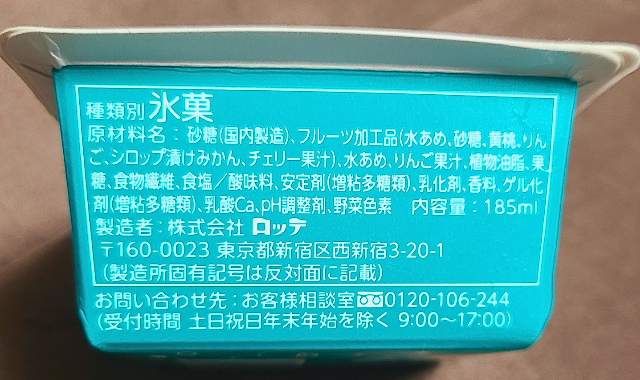 種類別 氷菓
原材料名：砂糖(国内製造)、フルーツ加工品(水あめ、砂糖、黄桃、りん
ご、シロップ漬けみかん、チェリー果汁)、水あめ、りんご果汁、植物油脂、果
糖、食物繊維、食塩／酸味料、安定剤(増粘多糖類)、乳化剤、香料、ゲル化
剤(増粘多糖類)、乳酸Ca、pH調整剤、野菜色素　内容量：185ml
製造者：株式会社 ロッテ
〒160-0023 東京都新宿区西新宿3-20-1
(製造所固有記号は反対面に記載)
お問い合わせ先：お客様相談室 0120-106-244
(受付時間 土日祝日年末年始を除く 9:00〜17:00)